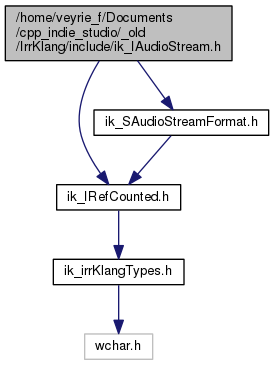 /home/veyrie_f/Documents
/cpp_indie_studio/_old
/IrrKlang/include/ik_IAudioStream.h
ik_SAudioStreamFormat.h
ik_IRefCounted.h
ik_irrKlangTypes.h
wchar.h